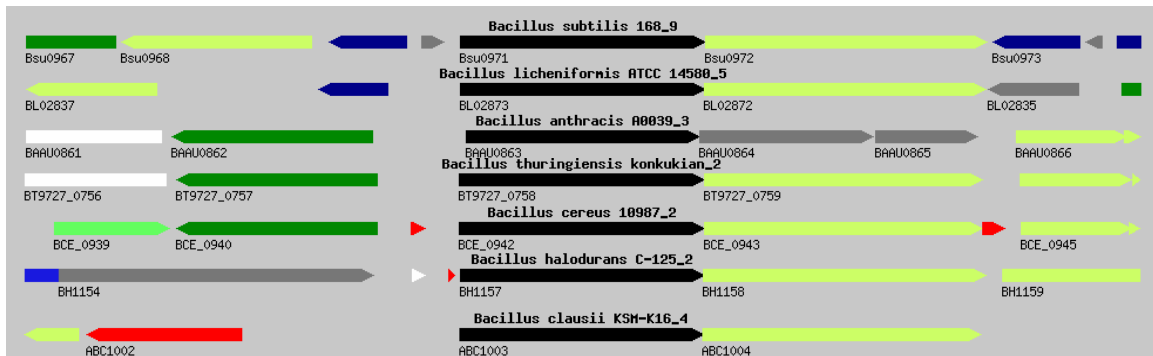 Bacillus subtilis 168_9
Bsu0967 Bsu0968 Bsu0971 Bsu0972 Bsu0973
Bacillus licheniformis ATCC 14580_5
BL02837 BL02873 BL02872 BL02835
Bacillus anthracis A0039_3
BAAU0861 BAAU0862 BAAU0863 BAAU0864 BAAU0865 BAAU0866
Bacillus thuringiensis konkukian_2
BT9727_0756 BT9727_0757 BT9727_0758 BT9727_0759
Bacillus cereus 10987_2
BCE_0939 BCE_0940 BCE_0942 BCE_0943 BCE_0945
Bacillus halodurans C-125_2
BH1154 BH1157 BH1158 BH1159
Bacillus clausii KSM-K16_4
ABC1002 ABC1003 ABC1004